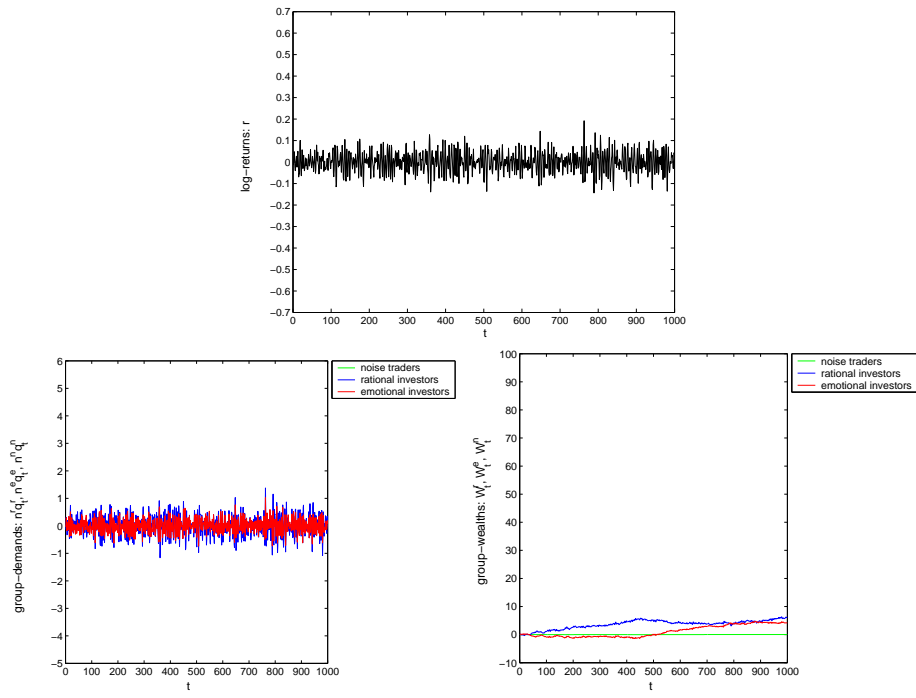 0.7
0.6
0.5
0.4
0.3
0.2
0.1
0
−0.1
−0.2
−0.3
−0.4
−0.5
−0.6
−0.7
log−returns: r
0 100 200 300 400 500 600 700 800 900 1000
t
6
5
4
3
2
1
0
−1
−2
−3
−4
−5
group−demands: n^r q_t^r, n^e q_t^e, n^n q_t^n
0 100 200 300 400 500 600 700 800 900 1000
t
noise traders
rational investors
emotional investors
100
90
80
70
60
50
40
30
20
10
0
−10
group−wealths: W_t^r, W_t^e, W_t^n
0 100 200 300 400 500 600 700 800 900 1000
t
noise traders
rational investors
emotional investors